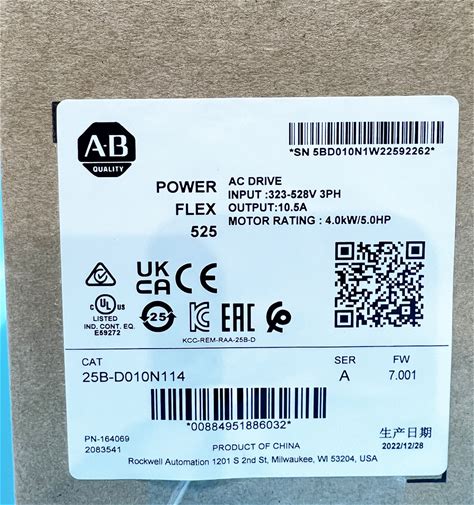 A-B
QUALITY
*SN 5BD010N1W22592262*
POWER
FLEX
525
AC DRIVE
INPUT :323-528V 3PH
OUTPUT:10.5A
MOTOR RATING : 4.0kW/5.0HP
UK
CA CE
C UL US
LISTED
IND. CONT. EQ.
E59272
25
EAC
KCC-REM-RAA-25B-D
CAT
25B-D010N114
SER
A
FW
7.001
*00884951886032*
PN-164069
2083541
PRODUCT OF CHINA
Rockwell Automation 1201 S 2nd St, Milwaukee, WI 53204, USA
生产日期
2022/12/28